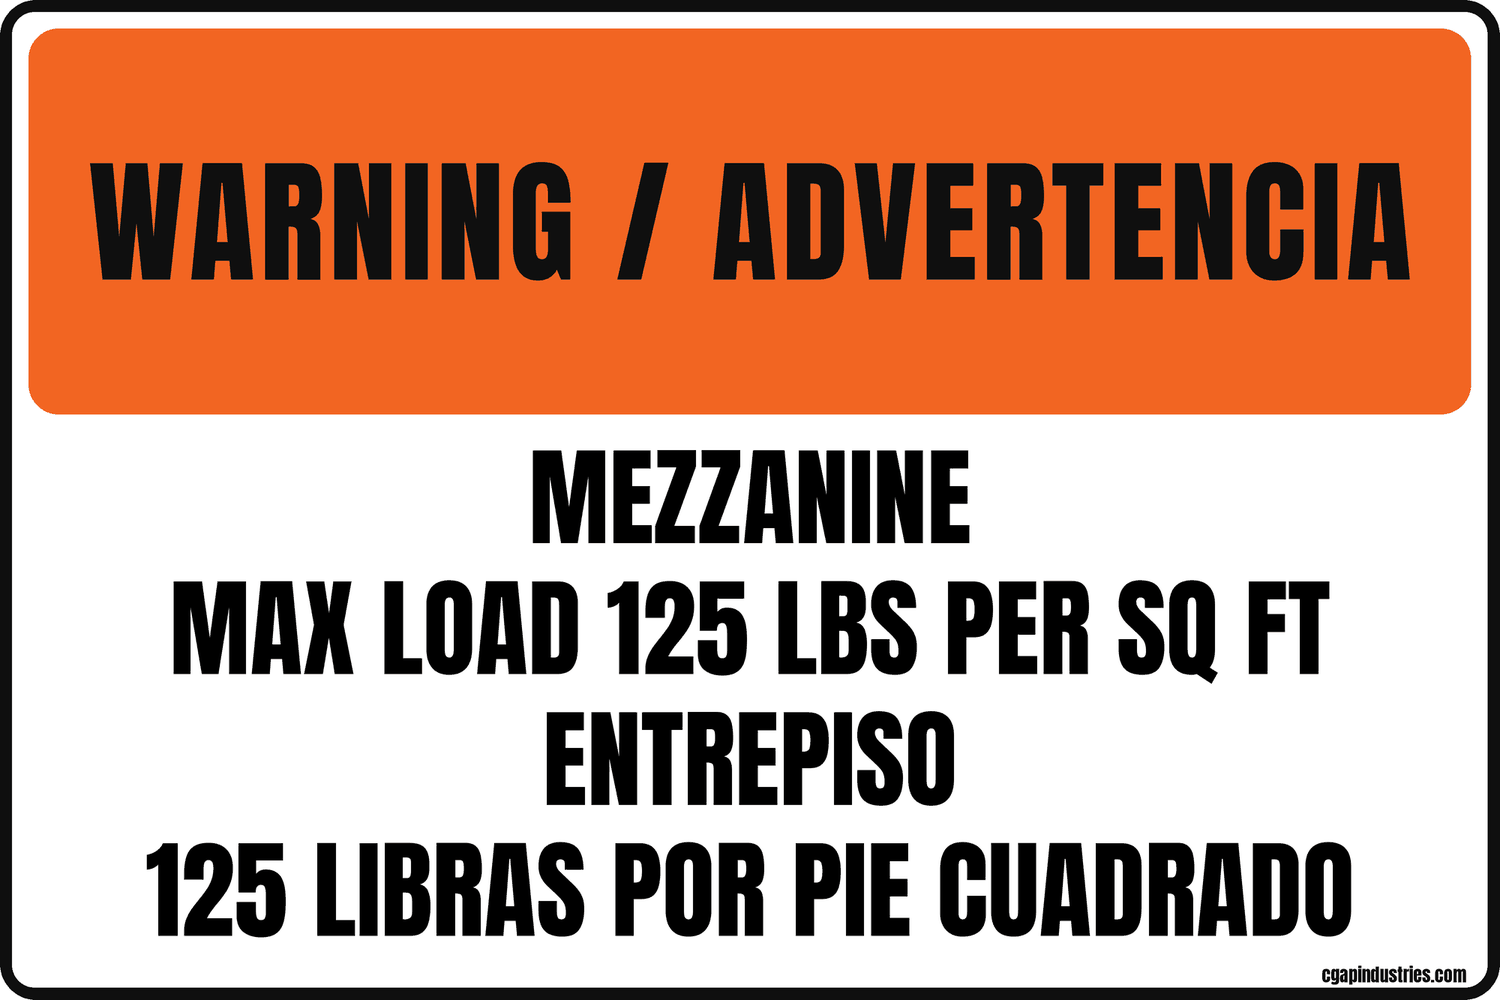 WARNING / ADVERTENCIA
MEZZANINE
MAX LOAD 125 LBS PER SQ FT
ENTREPISO
125 LIBRAS POR PIE CUADRADO
cgapindustries.com